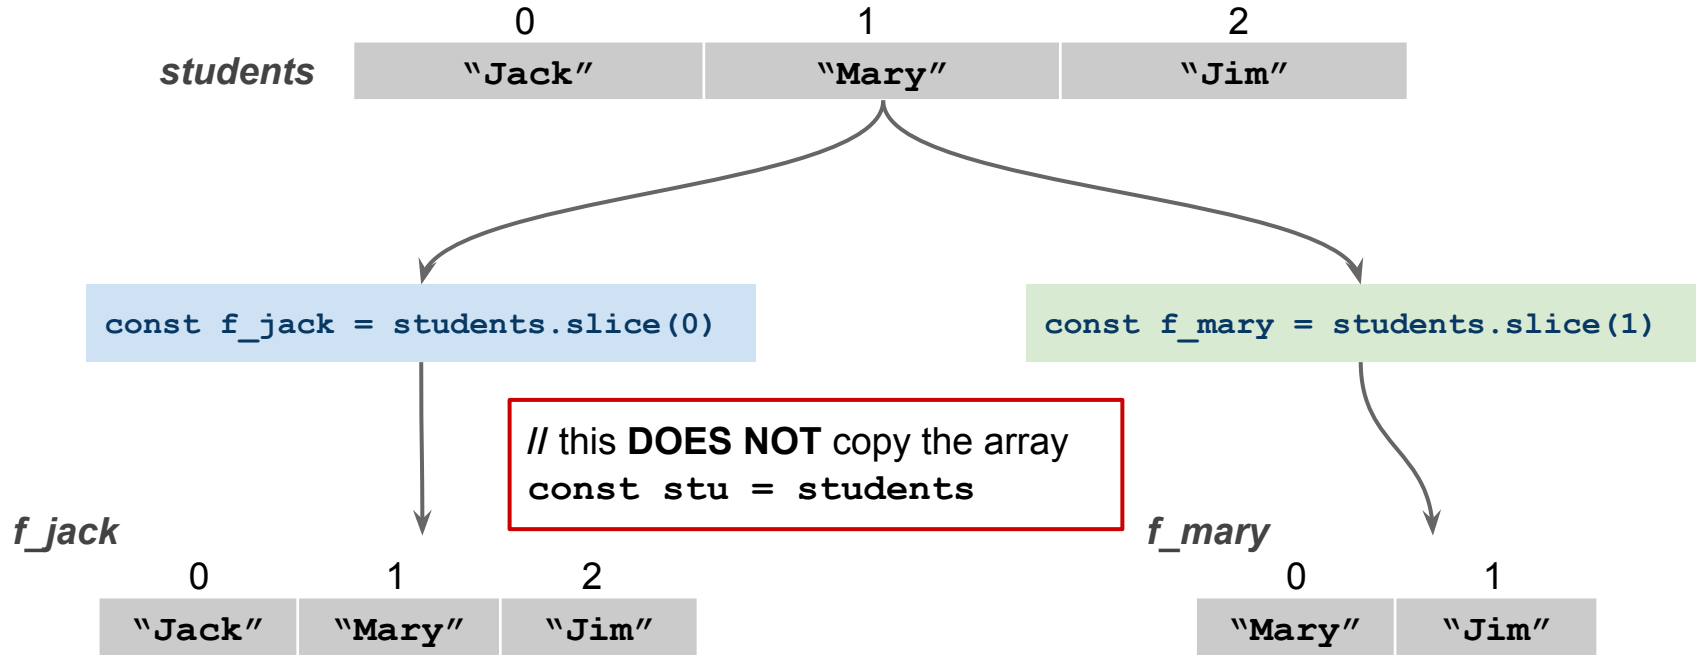 0 1 2
students “Jack” “Mary” “Jim”
const f_jack = students.slice(0)
const f_mary = students.slice(1)
// this DOES NOT copy the array
const stu = students
f_jack
0 1 2
“Jack” “Mary” “Jim”
f_mary
0 1
“Mary” “Jim”